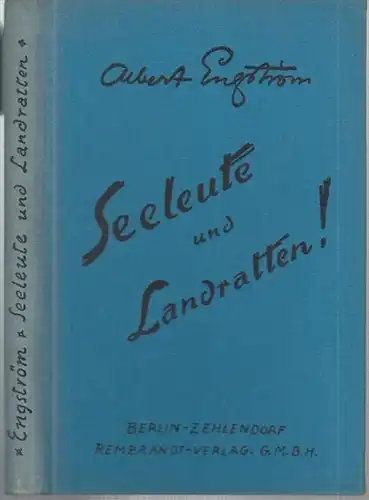 Albert Engström
Seeleute
und
Landratten!
BERLIN-ZEHLENDORF
REMBRANDT-VERLAG. G.M.B.H.
* Engström * Seeleute und Landratten *